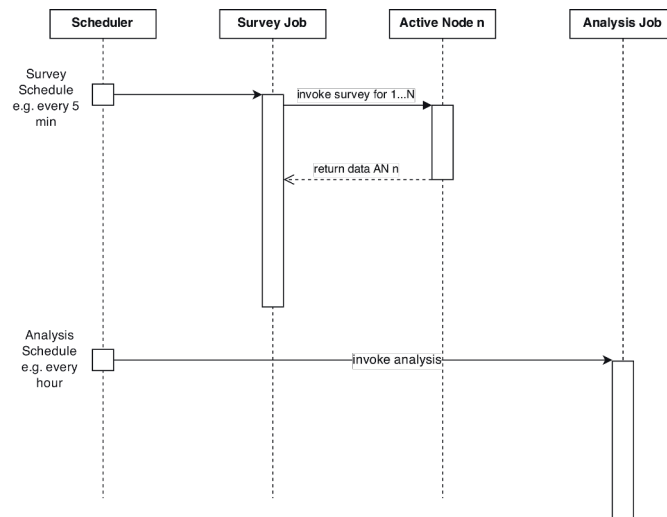 Scheduler
Survey Job
Active Node n
Analysis Job
Survey
Schedule
e.g. every 5
min
invoke survey for 1...N
return data AN n
Analysis
Schedule
e.g. every
hour
invoke analysis